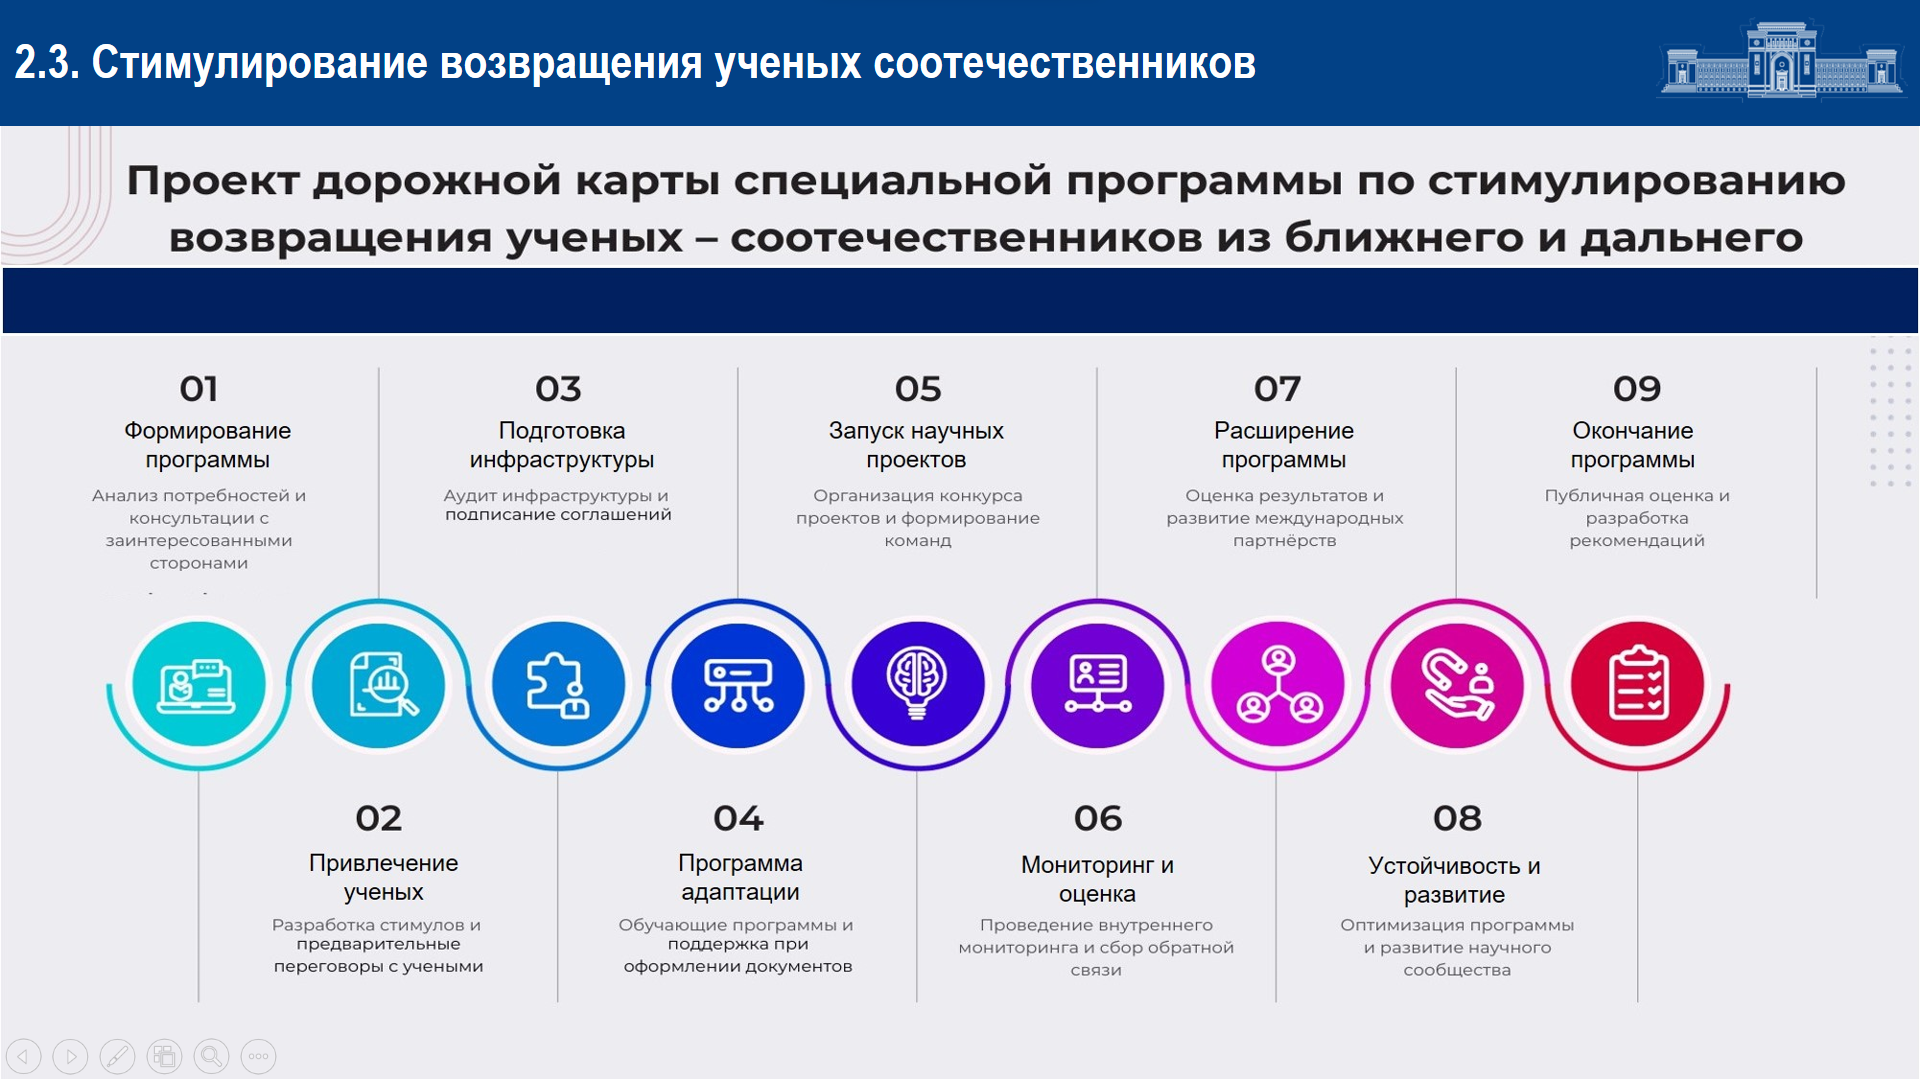 2.3. Стимулирование возвращения ученых соотечественников
Проект дорожной карты специальной программы по стимулированию
возвращения ученых – соотечественников из ближнего и дальнего
01
Формирование
программы
Анализ потребностей и
консультации с
заинтересованными
сторонами
03
Подготовка
инфраструктуры
Аудит инфраструктуры и
подписание соглашений
05
Запуск научных
проектов
Организация конкурса
проектов и формирование
команд
07
Расширение
программы
Оценка результатов и
развитие международных
партнёрств
09
Окончание
программы
Публичная оценка и
разработка
рекомендаций
02
Привлечение
ученых
Разработка стимулов и
предварительные
переговоры с учеными
04
Программа
адаптации
Обучающие программы и
поддержка при
оформлении документов
06
Мониторинг и
оценка
Проведение внутреннего
мониторинга и сбор обратной
связи
08
Устойчивость и
развитие
Оптимизация программы
и развитие научного
сообщества